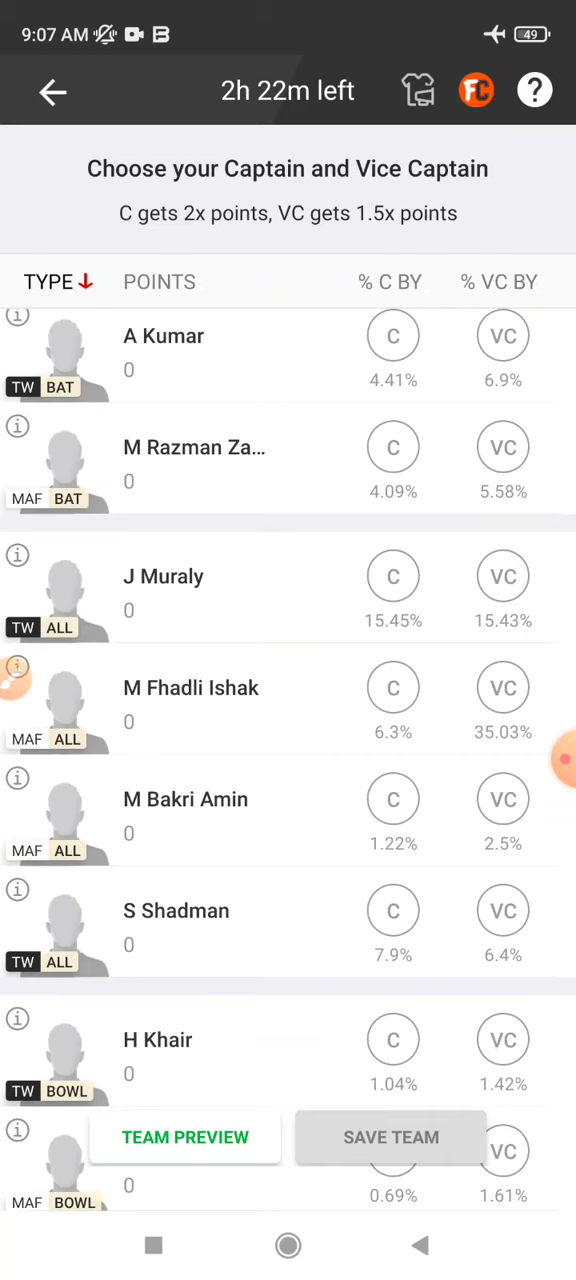 9:07 AM
49
2h 22m left
FC
?
Choose your Captain and Vice Captain
C gets 2x points, VC gets 1.5x points
TYPE POINTS % C BY % VC BY
A Kumar
0
TW BAT
C
4.41%
VC
6.9%
M Razman Za...
0
MAF BAT
C
4.09%
VC
5.58%
J Muraly
0
TW ALL
C
15.45%
VC
15.43%
M Fhadli Ishak
0
MAF ALL
C
6.3%
VC
35.03%
M Bakri Amin
0
MAF ALL
C
1.22%
VC
2.5%
S Shadman
0
TW ALL
C
7.9%
VC
6.4%
H Khair
0
TW BOWL
C
1.04%
VC
1.42%
TEAM PREVIEW
SAVE TEAM
VC
0
MAF BOWL
0.69%
1.61%